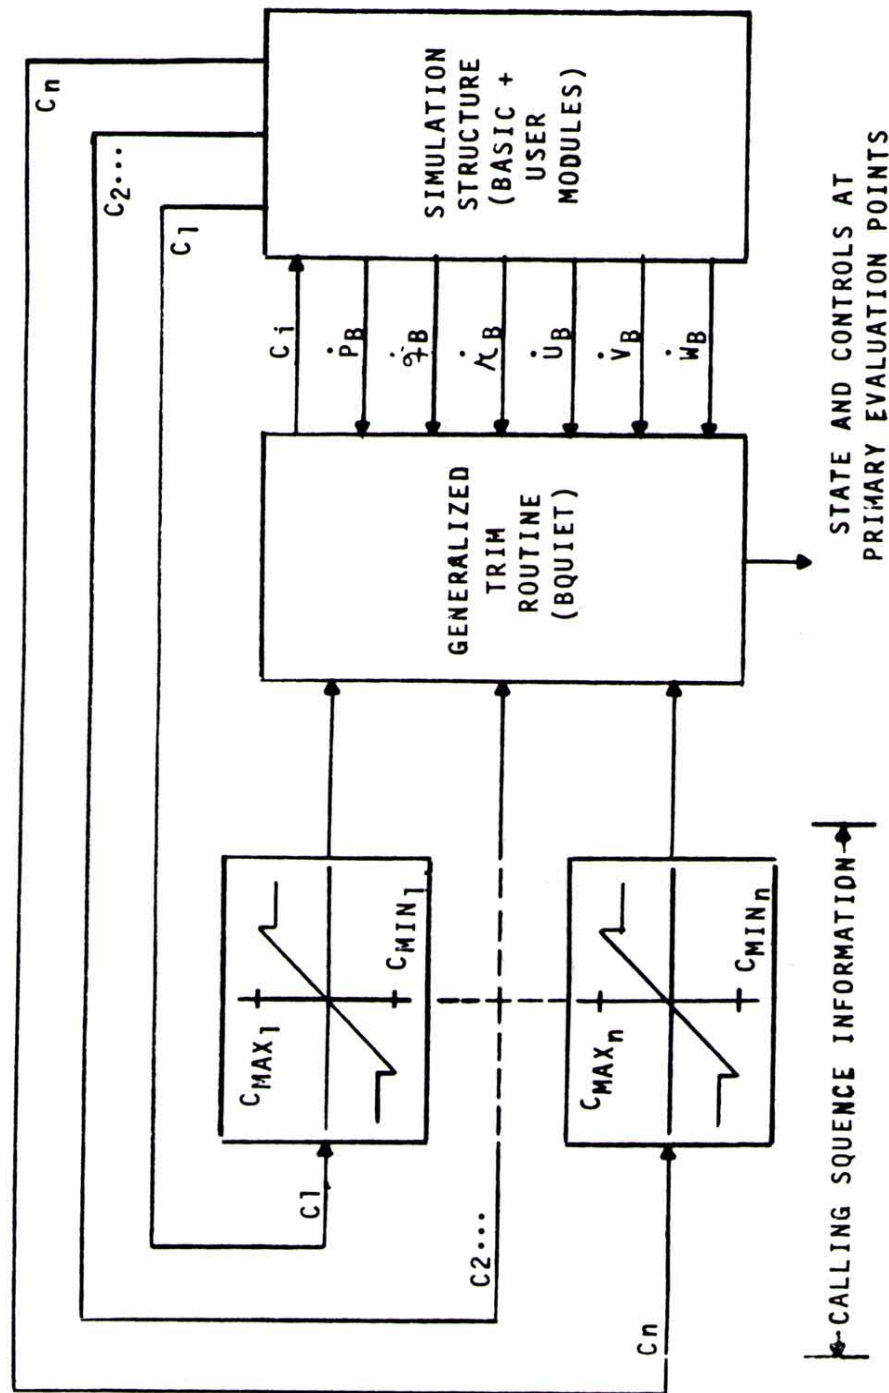 Cn
C2...
C1
SIMULATION
STRUCTURE
(BASIC +
USER
MODULES)
Ci
ṖB
q̇B
ṙB
U̇B
V̇B
ẆB
GENERALIZED
TRIM
ROUTINE
(BQUIET)
STATE AND CONTROLS AT
PRIMARY EVALUATION POINTS
CMAX1
CMIN1
CMAXn
CMINn
C1
C2...
Cn
CALLING SQUENCE INFORMATION